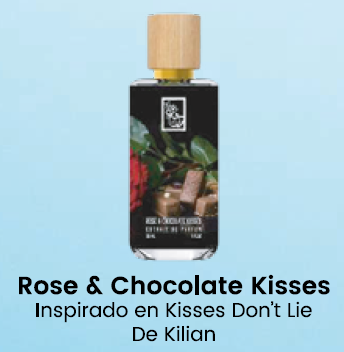 ROSE & CHOCOLATE KISSES
EXTRAIT DE PARFUM
Rose & Chocolate Kisses
Inspirado en Kisses Don't Lie
De Kilian